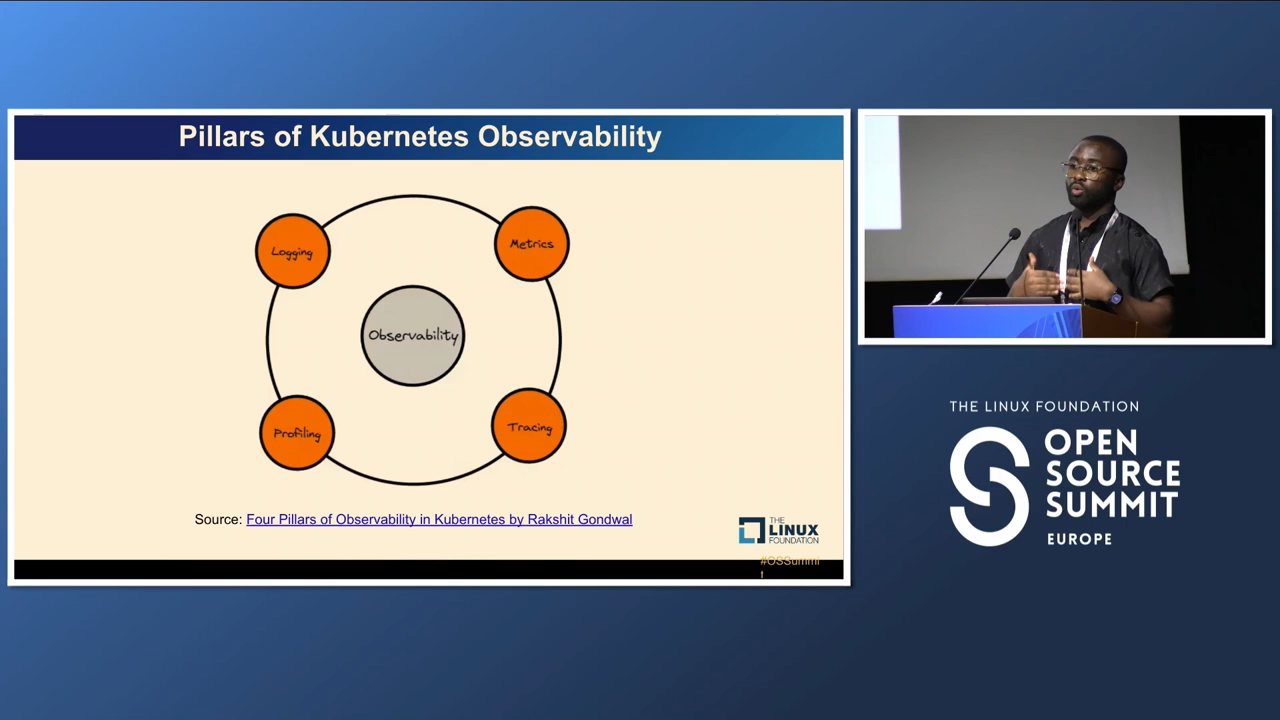 Pillars of Kubernetes Observability
Logging
Metrics
Observability
Profiling
Tracing
Source: Four Pillars of Observability in Kubernetes by Rakshit Gondwal
THE
LINUX
FOUNDATION
#OSSummi
t
THE LINUX FOUNDATION
OPEN
SOURCE
SUMMIT
EUROPE